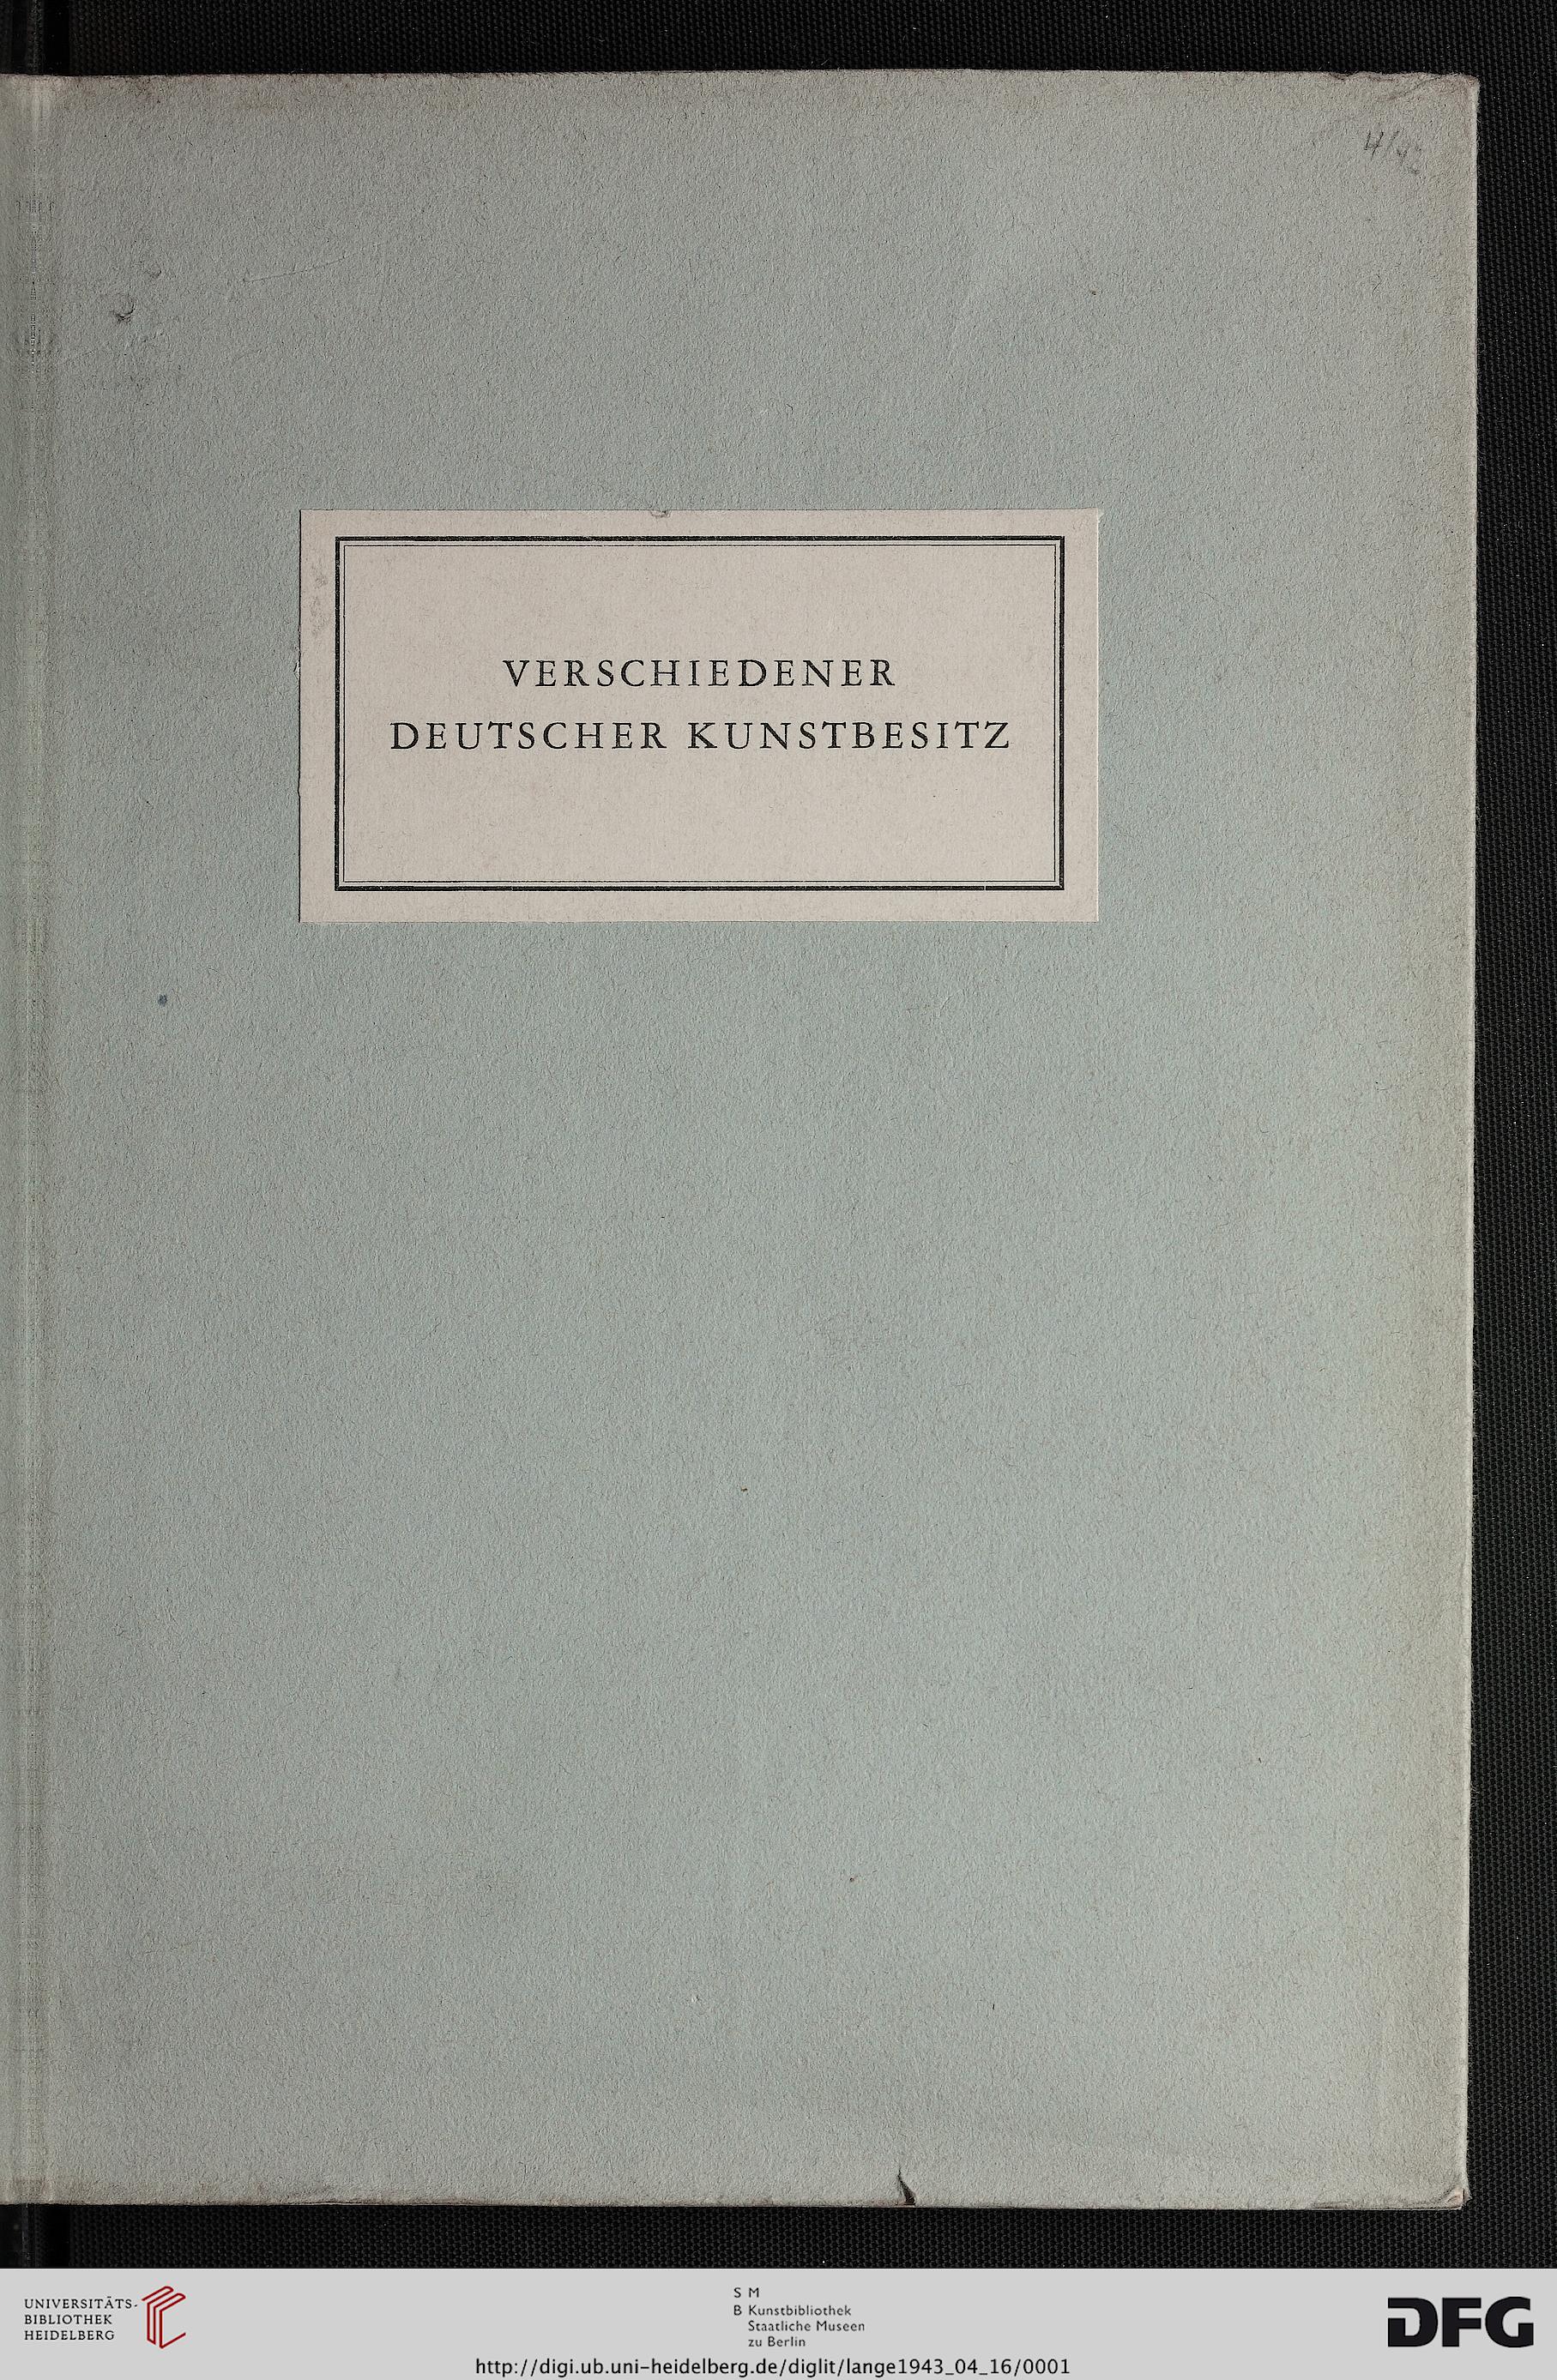 VERSCHIEDENER
DEUTSCHER KUNSTBESITZ
UNIVERSITÄTS-
BIBLIOTHEK
HEIDELBERG
S M
B Kunstbibliothek
Staatliche Museen
zu Berlin
DFG
http://digi.ub.uni-heidelberg.de/diglit/lange1943_04_16/0001